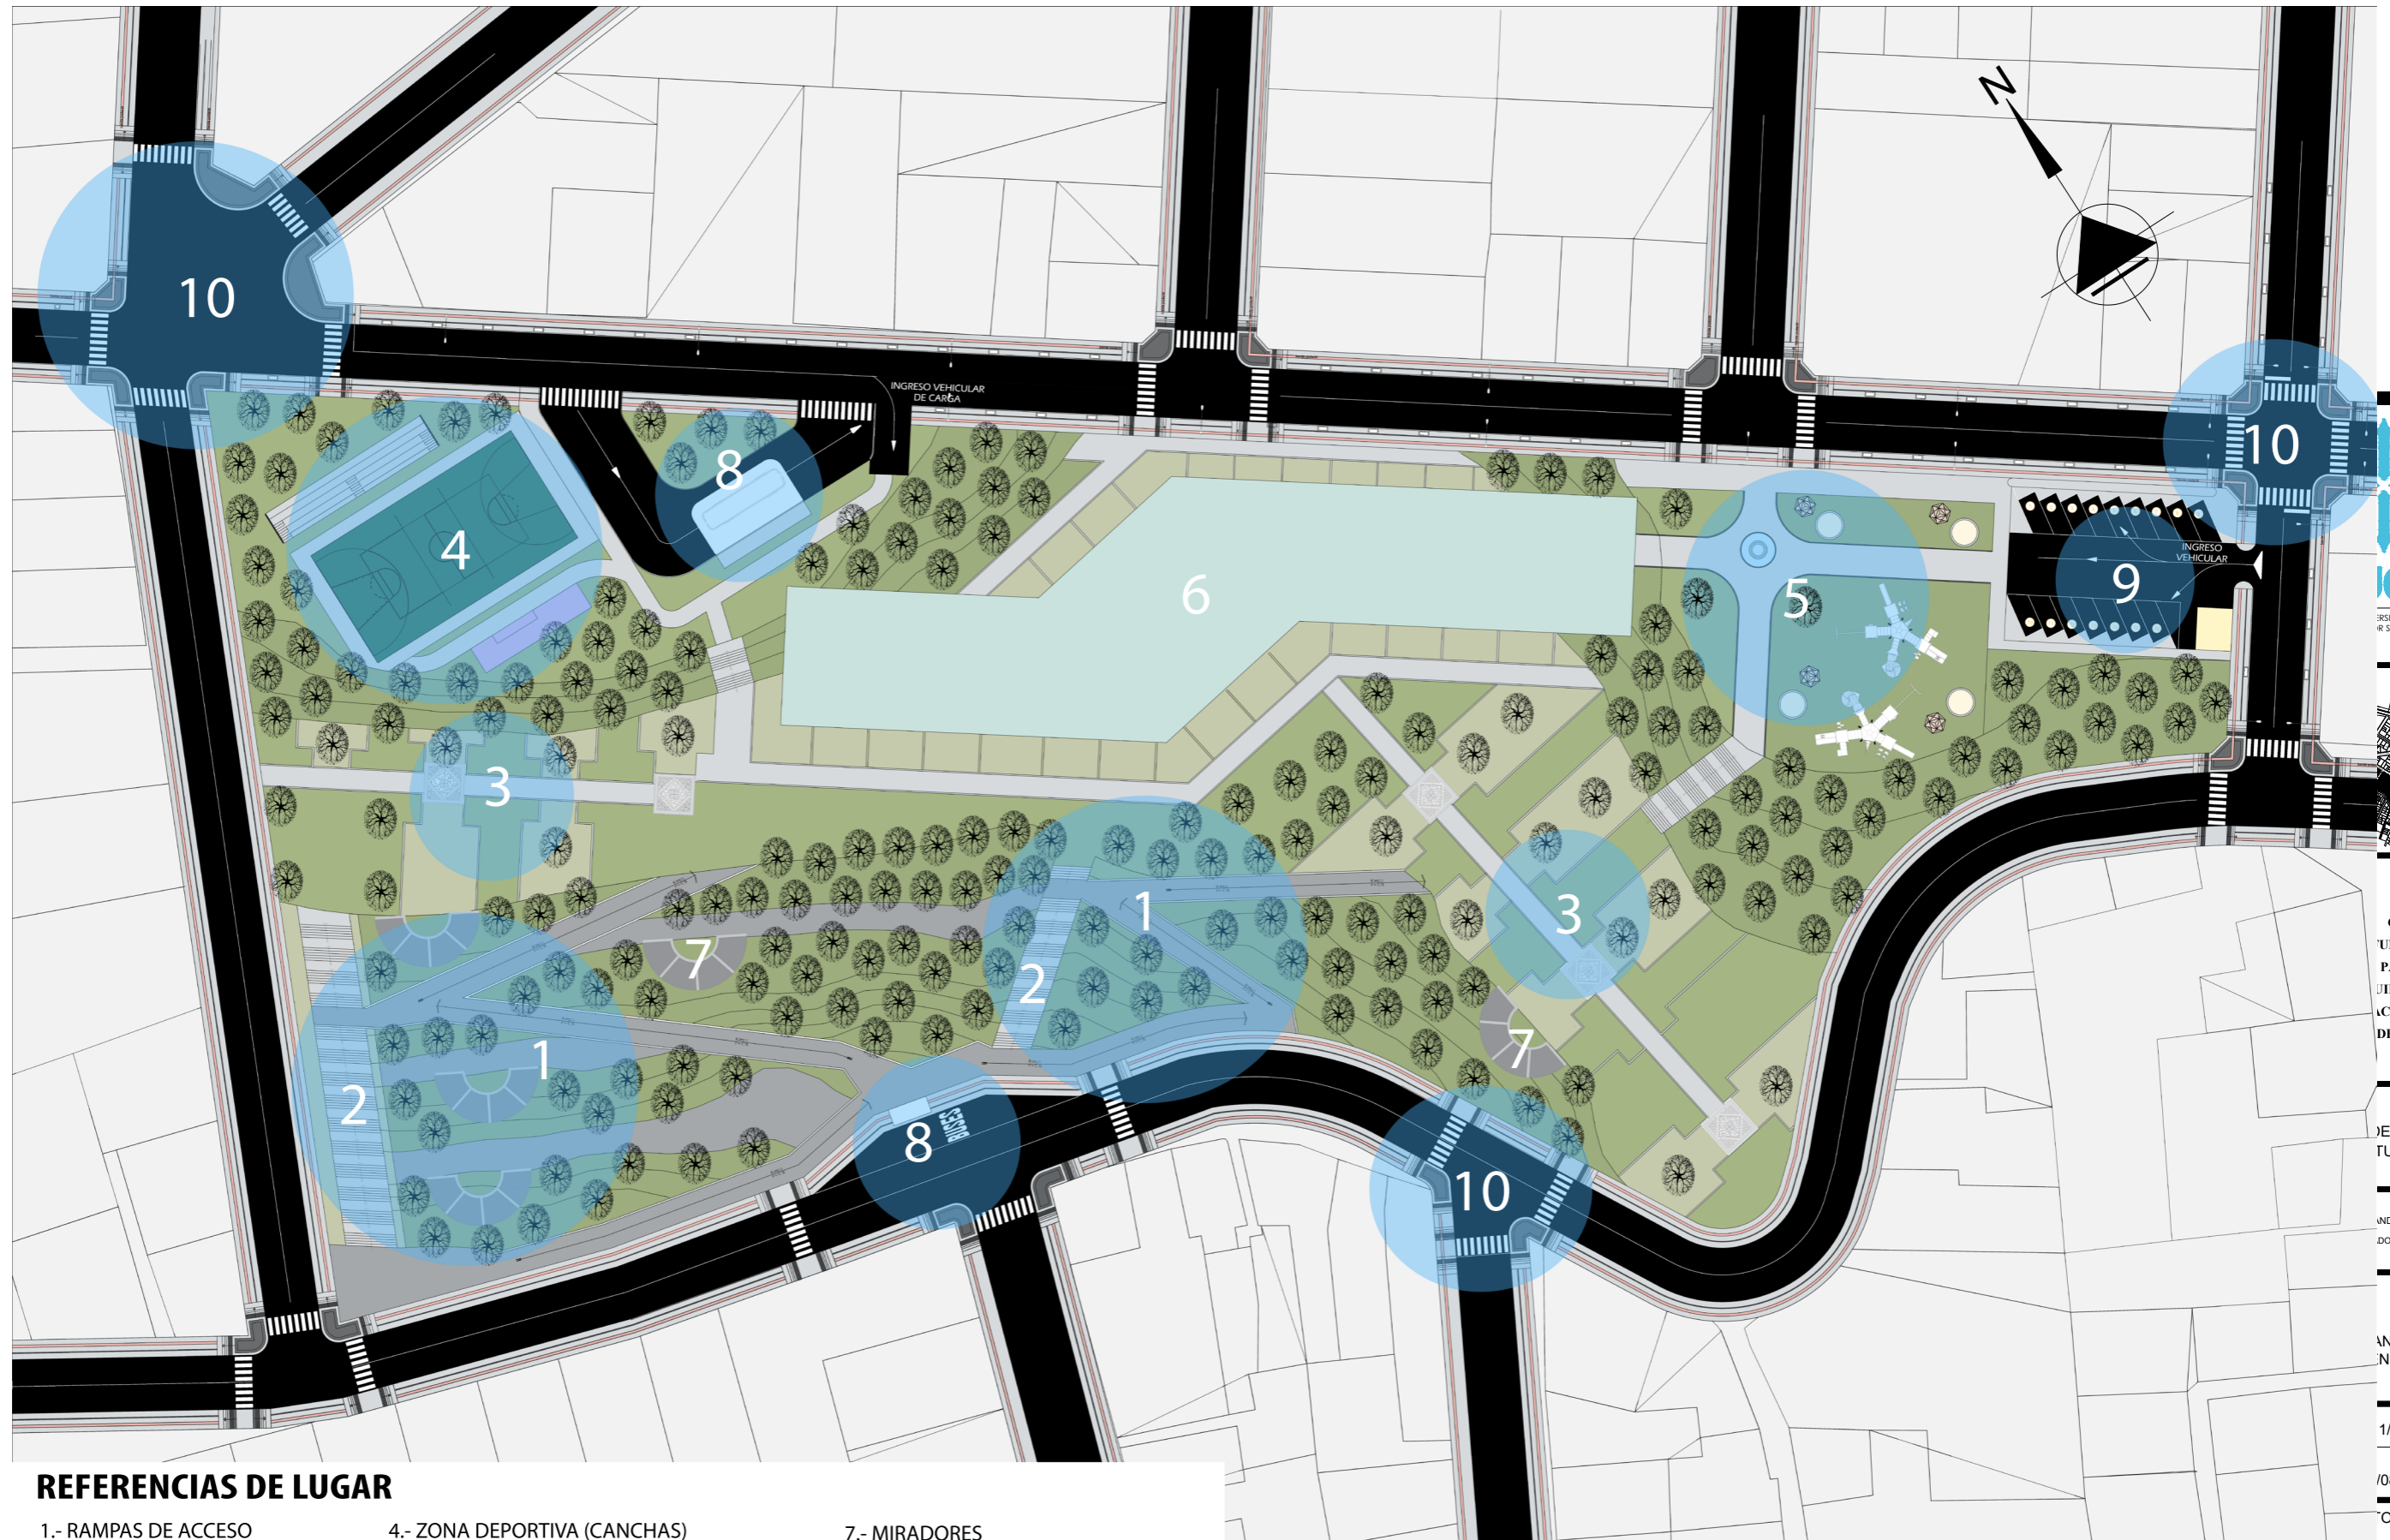 N
10
INGRESO VEHICULAR
DE CARGA
8
10
4
6
5
INGRESO
VEHICULAR
9
3
1
3
7
2
7
1
2
BUSES
8
10
REFERENCIAS DE LUGAR
1.- RAMPAS DE ACCESO
4.- ZONA DEPORTIVA (CANCHAS)
7.- MIRADORES